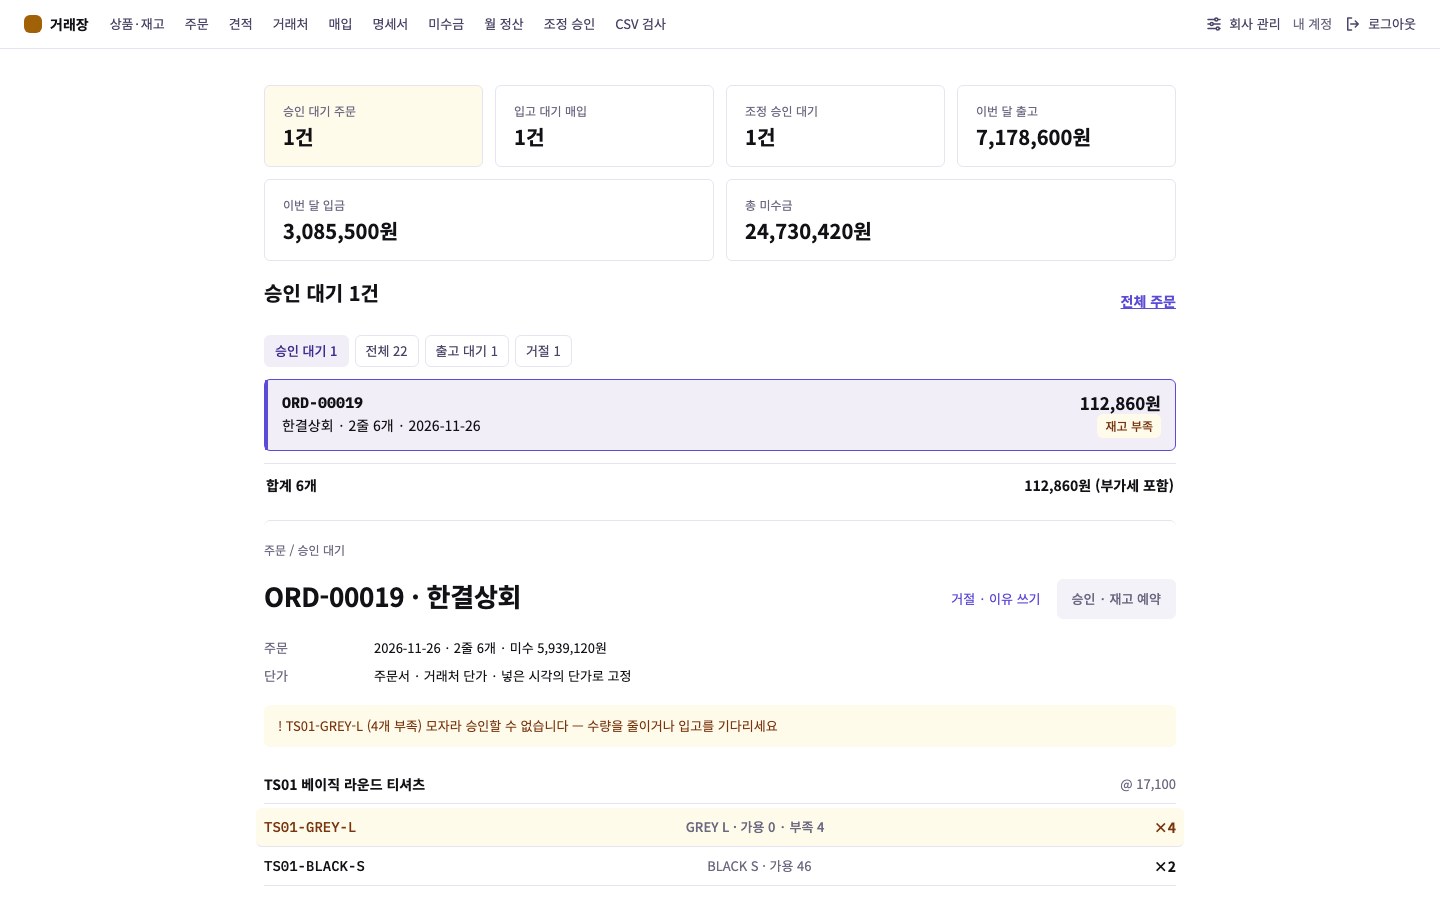 거래장 상품·재고 주문 견적 거래처 매입 명세서 미수금 월 정산 조정 승인 CSV 검사 회사 관리 내 계정 로그아웃
승인 대기 주문 입고 대기 매입 조정 승인 대기 이번 달 출고
1건 1건 1건 7,178,600원
이번 달 입금 총 미수금
3,085,500원 24,730,420원
승인 대기 1건 전체 주문
승인 대기 1 전체 22 출고 대기 1 거절 1
ORD-00019 112,860원
한결상회 · 2줄 6개 · 2026-11-26 재고 부족
합계 6개 112,860원 (부가세 포함)
주문 / 승인 대기
ORD-00019 · 한결상회 거절 · 이유 쓰기 승인 · 재고 예약
주문 2026-11-26 · 2줄 6개 · 미수 5,939,120원
단가 주문서 · 거래처 단가 · 넣은 시각의 단가로 고정
! TS01-GREY-L (4개 부족) 모자라 승인할 수 없습니다 — 수량을 줄이거나 입고를 기다리세요
TS01 베이직 라운드 티셔츠 @ 17,100
TS01-GREY-L GREY L · 가용 0 · 부족 4 ×4
TS01-BLACK-S BLACK S · 가용 46 ×2